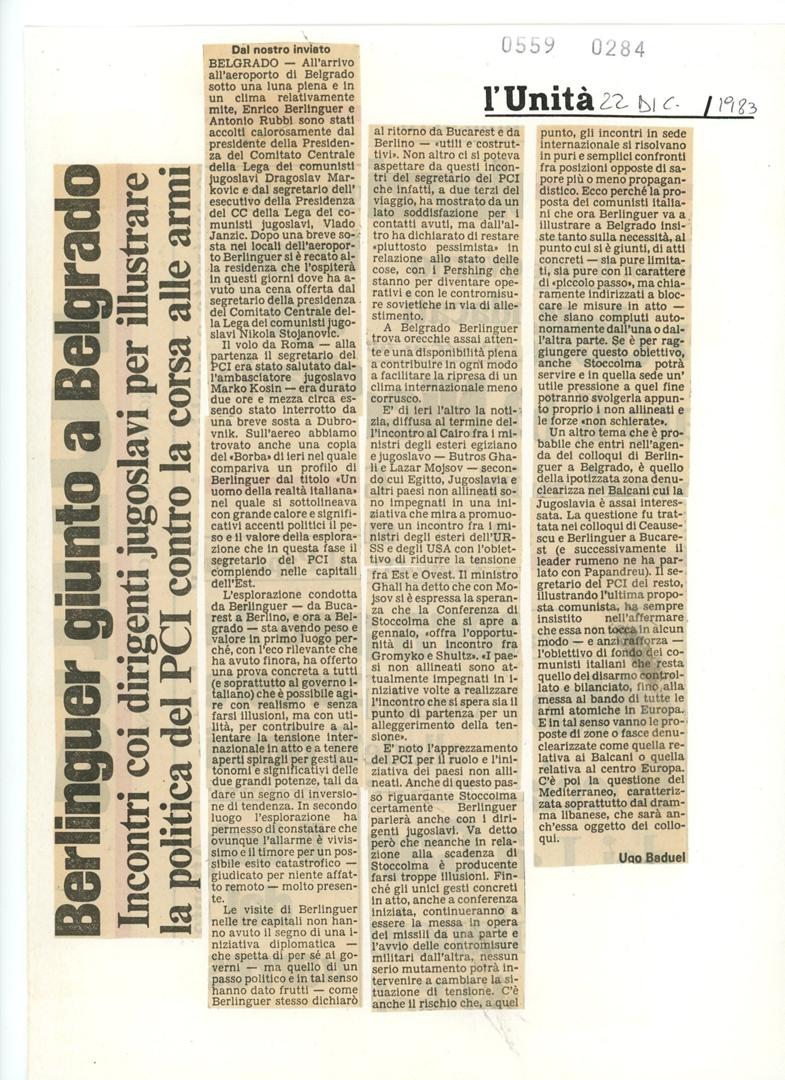 0559 0284
l'Unità 22 DIC. /1983
Berlinguer giunto a Belgrado
Incontri coi dirigenti jugoslavi per illustrare
la politica del PCI contro la corsa alle armi
Dal nostro inviato
BELGRADO — All'arrivo
all'aeroporto di Belgrado
sotto una luna piena e in
un clima relativamente
mite, Enrico Berlinguer e
Antonio Rubbi sono stati
accolti calorosamente dal
presidente della Presiden-
za del Comitato Centrale
della Lega dei comunisti
jugoslavi Dragoslav Mar-
kovic e dal segretario dell'
esecutivo della Presidenza
del CC della Lega dei co-
munisti jugoslavi, Vlado
Janzic. Dopo una breve so-
sta nei locali dell'aeropor-
to Berlinguer si è recato al-
la residenza che l'ospiterà
in questi giorni dove ha a-
vuto una cena offerta dal
segretario della presidenza
del Comitato Centrale del-
la Lega dei comunisti jugo-
slavi Nikola Stojanovic.
Il volo da Roma — alla
partenza il segretario del
PCI era stato salutato dal-
l'ambasciatore jugoslavo
Marko Kosin — era durato
due ore e mezza circa es-
sendo stato interrotto da
una breve sosta a Dubro-
vnik. Sull'aereo abbiamo
trovato anche una copia
del «Borba» di ieri nel quale
compariva un profilo di
Berlinguer dal titolo «Un
uomo della realtà italiana»
nel quale si sottolineava
con grande calore e signifi-
cativi accenti politici il pe-
so e il valore della esplora-
zione che in questa fase il
segretario del PCI sta
compiendo nelle capitali
dell'Est.
L'esplorazione condotta
da Berlinguer — da Buca-
rest a Berlino, e ora a Bel-
grado — sta avendo peso e
valore in primo luogo per-
ché, con l'eco rilevante che
ha avuto finora, ha offerto
una prova concreta a tutti
(e soprattutto al governo i-
taliano) che è possibile agi-
re con realismo e senza
farsi illusioni, ma con uti-
lità, per contribuire a al-
lentare la tensione inter-
nazionale in atto e a tenere
aperti spiragli per gesti au-
tonomi e significativi delle
due grandi potenze, tali da
dare un segno di inversio-
ne di tendenza. In secondo
luogo l'esplorazione ha
permesso di constatare che
ovunque l'allarme è vivis-
simo e il timore per un pos-
sibile esito catastrofico —
giudicato per niente affat-
to remoto — molto presen-
te.
Le visite di Berlinguer
nelle tre capitali non han-
no avuto il segno di una i-
niziativa diplomatica —
che spetta di per sé ai go-
verni — ma quello di un
passo politico e in tal senso
hanno dato frutti — come
Berlinguer stesso dichiarò
al ritorno da Bucarest e da
Berlino — «utili e costrut-
tivi». Non altro ci si poteva
aspettare da questi incon-
tri del segretario del PCI
che infatti, a due terzi del
viaggio, ha mostrato da un
lato soddisfazione per i
contatti avuti, ma dall'al-
tro ha dichiarato di restare
«piuttosto pessimista» in
relazione allo stato delle
cose, con i Pershing che
stanno per diventare ope-
rativi e con le contromisu-
re sovietiche in via di alle-
stimento.
A Belgrado Berlinguer
trova orecchie assai atten-
te e una disponibilità piena
a contribuire in ogni modo
a facilitare la ripresa di un
clima internazionale meno
corrusco.
E' di ieri l'altro la noti-
zia, diffusa al termine del-
l'incontro al Cairo fra i mi-
nistri degli esteri egiziano
e jugoslavo — Butros Gha-
li e Lazar Mojsov — secon-
do cui Egitto, Jugoslavia e
altri paesi non allineati so-
no impegnati in una ini-
ziativa che mira a promuo-
vere un incontro fra i mi-
nistri degli esteri dell'UR-
SS e degli USA con l'obiet-
tivo di ridurre la tensione
fra Est e Ovest. Il ministro
Ghali ha detto che con Mo-
jsov si è espressa la speran-
za che la Conferenza di
Stoccolma che si apre a
gennaio, «offra l'opportu-
nità di un incontro fra
Gromyko e Shultz». «I pae-
si non allineati sono at-
tualmente impegnati in i-
niziative volte a realizzare
l'incontro che si spera sia il
punto di partenza per un
alleggerimento della ten-
sione».
E' noto l'apprezzamento
del PCI per il ruolo e l'ini-
ziativa dei paesi non alli-
neati. Anche di questo pas-
so riguardante Stoccolma
certamente Berlinguer
parlerà anche con i diri-
genti jugoslavi. Va detto
però che neanche in rela-
zione alla scadenza di
Stoccolma è producente
farsi troppe illusioni. Fin-
ché gli unici gesti concreti
in atto, anche a conferenza
iniziata, continueranno a
essere la messa in opera
dei missili da una parte e
l'avvio delle contromisure
militari dall'altra, nessun
serio mutamento potrà in-
tervenire a cambiare la si-
tuazione di tensione. C'è
anche il rischio che, a quel
punto, gli incontri in sede
internazionale si risolvano
in puri e semplici confronti
fra posizioni opposte di sa-
pore più o meno propagan-
distico. Ecco perché la pro-
posta dei comunisti italia-
ni che ora Berlinguer va a
illustrare a Belgrado insi-
ste tanto sulla necessità, al
punto cui si è giunti, di atti
concreti — sia pure limita-
ti, sia pure con il carattere
di «piccolo passo», ma chia-
ramente indirizzati a bloc-
care le misure in atto —
che siano compiuti auto-
nomamente dall'una o dal-
l'altra parte. Se è per rag-
giungere questo obiettivo,
anche Stoccolma potrà
servire e in quella sede un'
utile pressione a quel fine
potranno svolgerla appun-
to proprio i non allineati e
le forze «non schierate».
Un altro tema che è pro-
babile che entri nell'agen-
da dei colloqui di Berlin-
guer a Belgrado, è quello
della ipotizzata zona denu-
clearizza nei Balcani cui la
Jugoslavia è assai interes-
sata. La questione fu trat-
tata nei colloqui di Ceause-
scu e Berlinguer a Bucare-
st (e successivamente il
leader rumeno ne ha par-
lato con Papandreu). Il se-
gretario del PCI del resto,
illustrando l'ultima propo-
sta comunista, ha sempre
insistito nell'affermare
che essa non tocca in alcun
modo — e anzi rafforza —
l'obiettivo di fondo dei co-
munisti italiani che resta
quello del disarmo control-
lato e bilanciato, fino alla
messa al bando di tutte le
armi atomiche in Europa.
E in tal senso vanno le pro-
poste di zone o fasce denu-
clearizzate come quella re-
lativa ai Balcani o quella
relativa al centro Europa.
C'è poi la questione del
Mediterraneo, caratteriz-
zata soprattutto dal dram-
ma libanese, che sarà an-
ch'essa oggetto dei collo-
qui.
Ugo Baduel